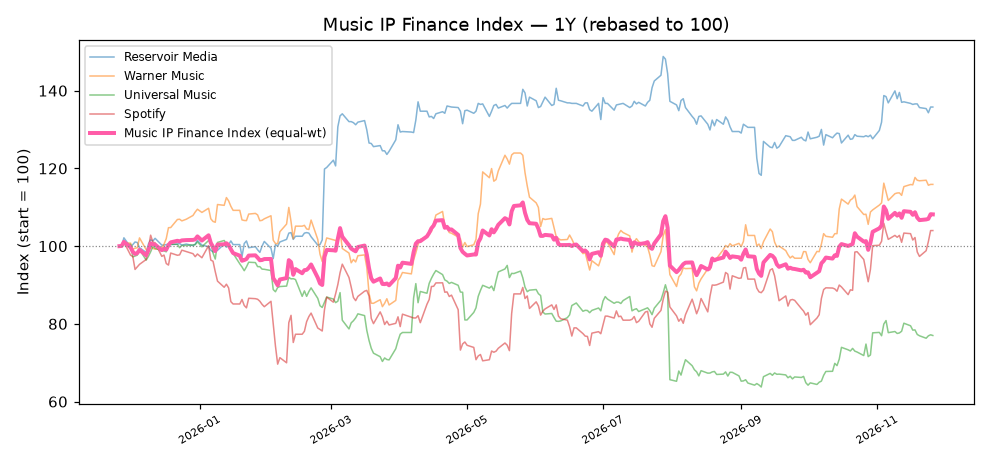 Music IP Finance Index — 1Y (rebased to 100)
Reservoir Media
Warner Music
Universal Music
Spotify
Music IP Finance Index (equal-wt)
Index (start = 100)
140
120
100
80
60
2026-01
2026-03
2026-05
2026-07
2026-09
2026-11